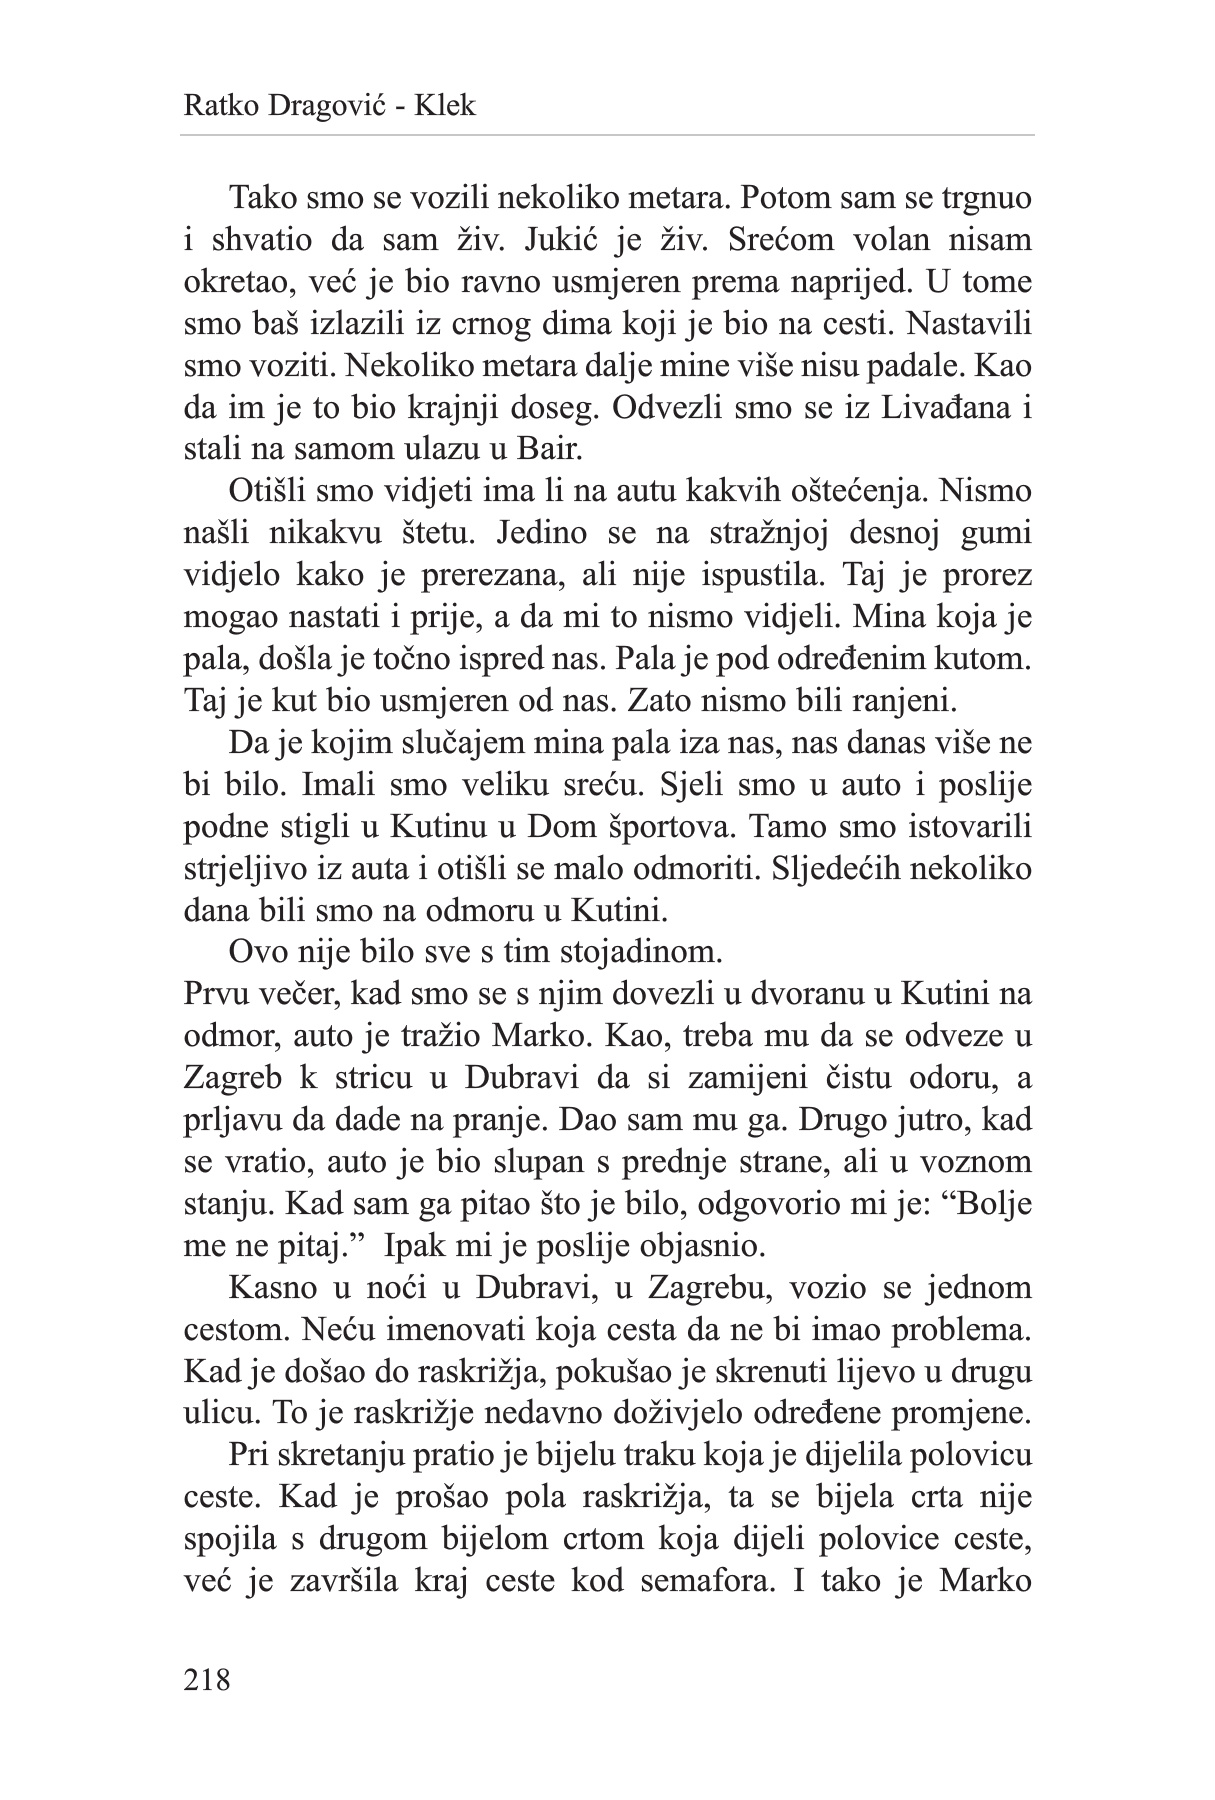 Ratko Dragović - Klek
Tako smo se vozili nekoliko metara. Potom sam se trgnuo
i shvatio da sam živ. Jukić je živ. Srećom volan nisam
okretao, već je bio ravno usmjeren prema naprijed. U tome
smo baš izlazili iz crnog dima koji je bio na cesti. Nastavili
smo voziti. Nekoliko metara dalje mine više nisu padale. Kao
da im je to bio krajnji doseg. Odvezli smo se iz Livađana i
stali na samom ulazu u Bair.
Otišli smo vidjeti ima li na autu kakvih oštećenja. Nismo
našli nikakvu štetu. Jedino se na stražnjoj desnoj gumi
vidjelo kako je prerezana, ali nije ispustila. Taj je prorez
mogao nastati i prije, a da mi to nismo vidjeli. Mina koja je
pala, došla je točno ispred nas. Pala je pod određenim kutom.
Taj je kut bio usmjeren od nas. Zato nismo bili ranjeni.
Da je kojim slučajem mina pala iza nas, nas danas više ne
bi bilo. Imali smo veliku sreću. Sjeli smo u auto i poslije
podne stigli u Kutinu u Dom športova. Tamo smo istovarili
strjeljivo iz auta i otišli se malo odmoriti. Sljedećih nekoliko
dana bili smo na odmoru u Kutini.
Ovo nije bilo sve s tim stojadinom.
Prvu večer, kad smo se s njim dovezli u dvoranu u Kutini na
odmor, auto je tražio Marko. Kao, treba mu da se odveze u
Zagreb k stricu u Dubravi da si zamijeni čistu odoru, a
prljavu da dade na pranje. Dao sam mu ga. Drugo jutro, kad
se vratio, auto je bio slupan s prednje strane, ali u voznom
stanju. Kad sam ga pitao što je bilo, odgovorio mi je: “Bolje
me ne pitaj.”  Ipak mi je poslije objasnio.
Kasno u noći u Dubravi, u Zagrebu, vozio se jednom
cestom. Neću imenovati koja cesta da ne bi imao problema.
Kad je došao do raskrižja, pokušao je skrenuti lijevo u drugu
ulicu. To je raskrižje nedavno doživjelo određene promjene.
Pri skretanju pratio je bijelu traku koja je dijelila polovicu
ceste. Kad je prošao pola raskrižja, ta se bijela crta nije
spojila s drugom bijelom crtom koja dijeli polovice ceste,
već je završila kraj ceste kod semafora. I tako je Marko
218